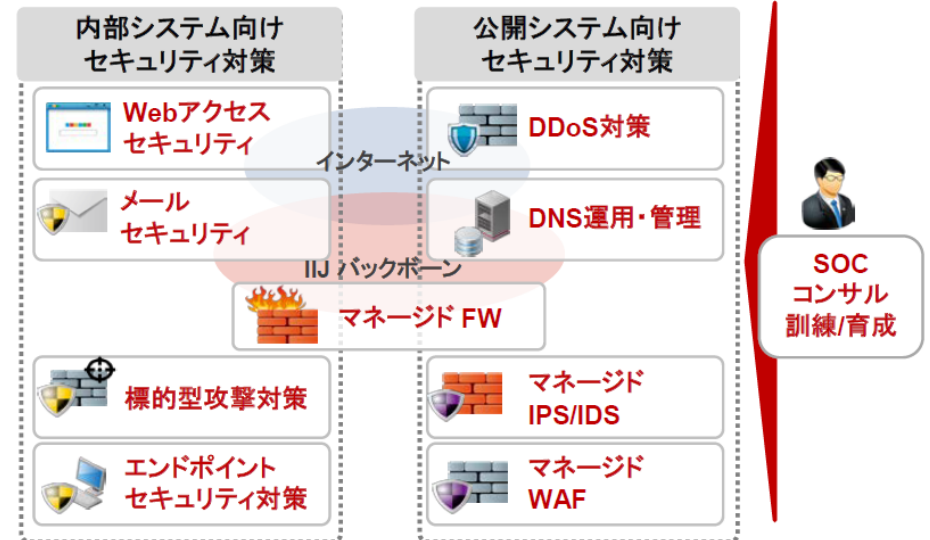 内部システム向け
セキュリティ対策
Webアクセス
セキュリティ
メール
セキュリティ
公開システム向け
セキュリティ対策
DDoS対策
DNS運用・管理
インターネット
IIJ バックボーン
マネージド FW
標的型攻撃対策
エンドポイント
セキュリティ対策
マネージド
IPS/IDS
マネージド
WAF
SOC
コンサル
訓練/育成